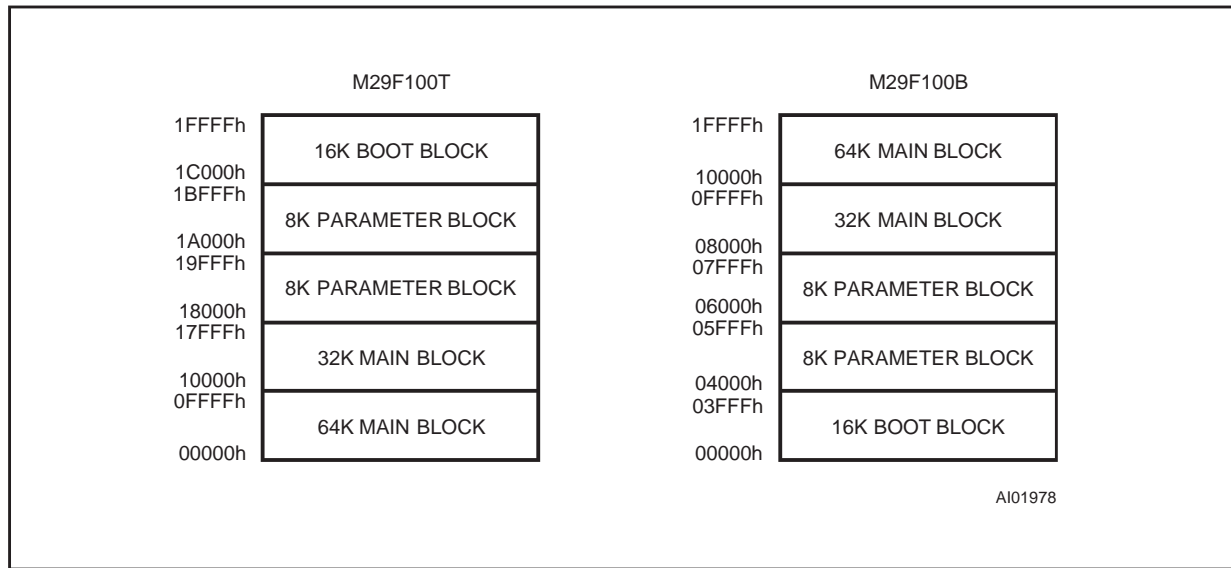 M29F100T
1FFFFh
16K BOOT BLOCK
1C000h
1BFFFh
8K PARAMETER BLOCK
1A000h
19FFFh
8K PARAMETER BLOCK
18000h
17FFFh
32K MAIN BLOCK
10000h
0FFFFh
64K MAIN BLOCK
00000h
M29F100B
1FFFFh
64K MAIN BLOCK
10000h
0FFFFh
32K MAIN BLOCK
08000h
07FFFh
8K PARAMETER BLOCK
06000h
05FFFh
8K PARAMETER BLOCK
04000h
03FFFh
16K BOOT BLOCK
00000h
AI01978